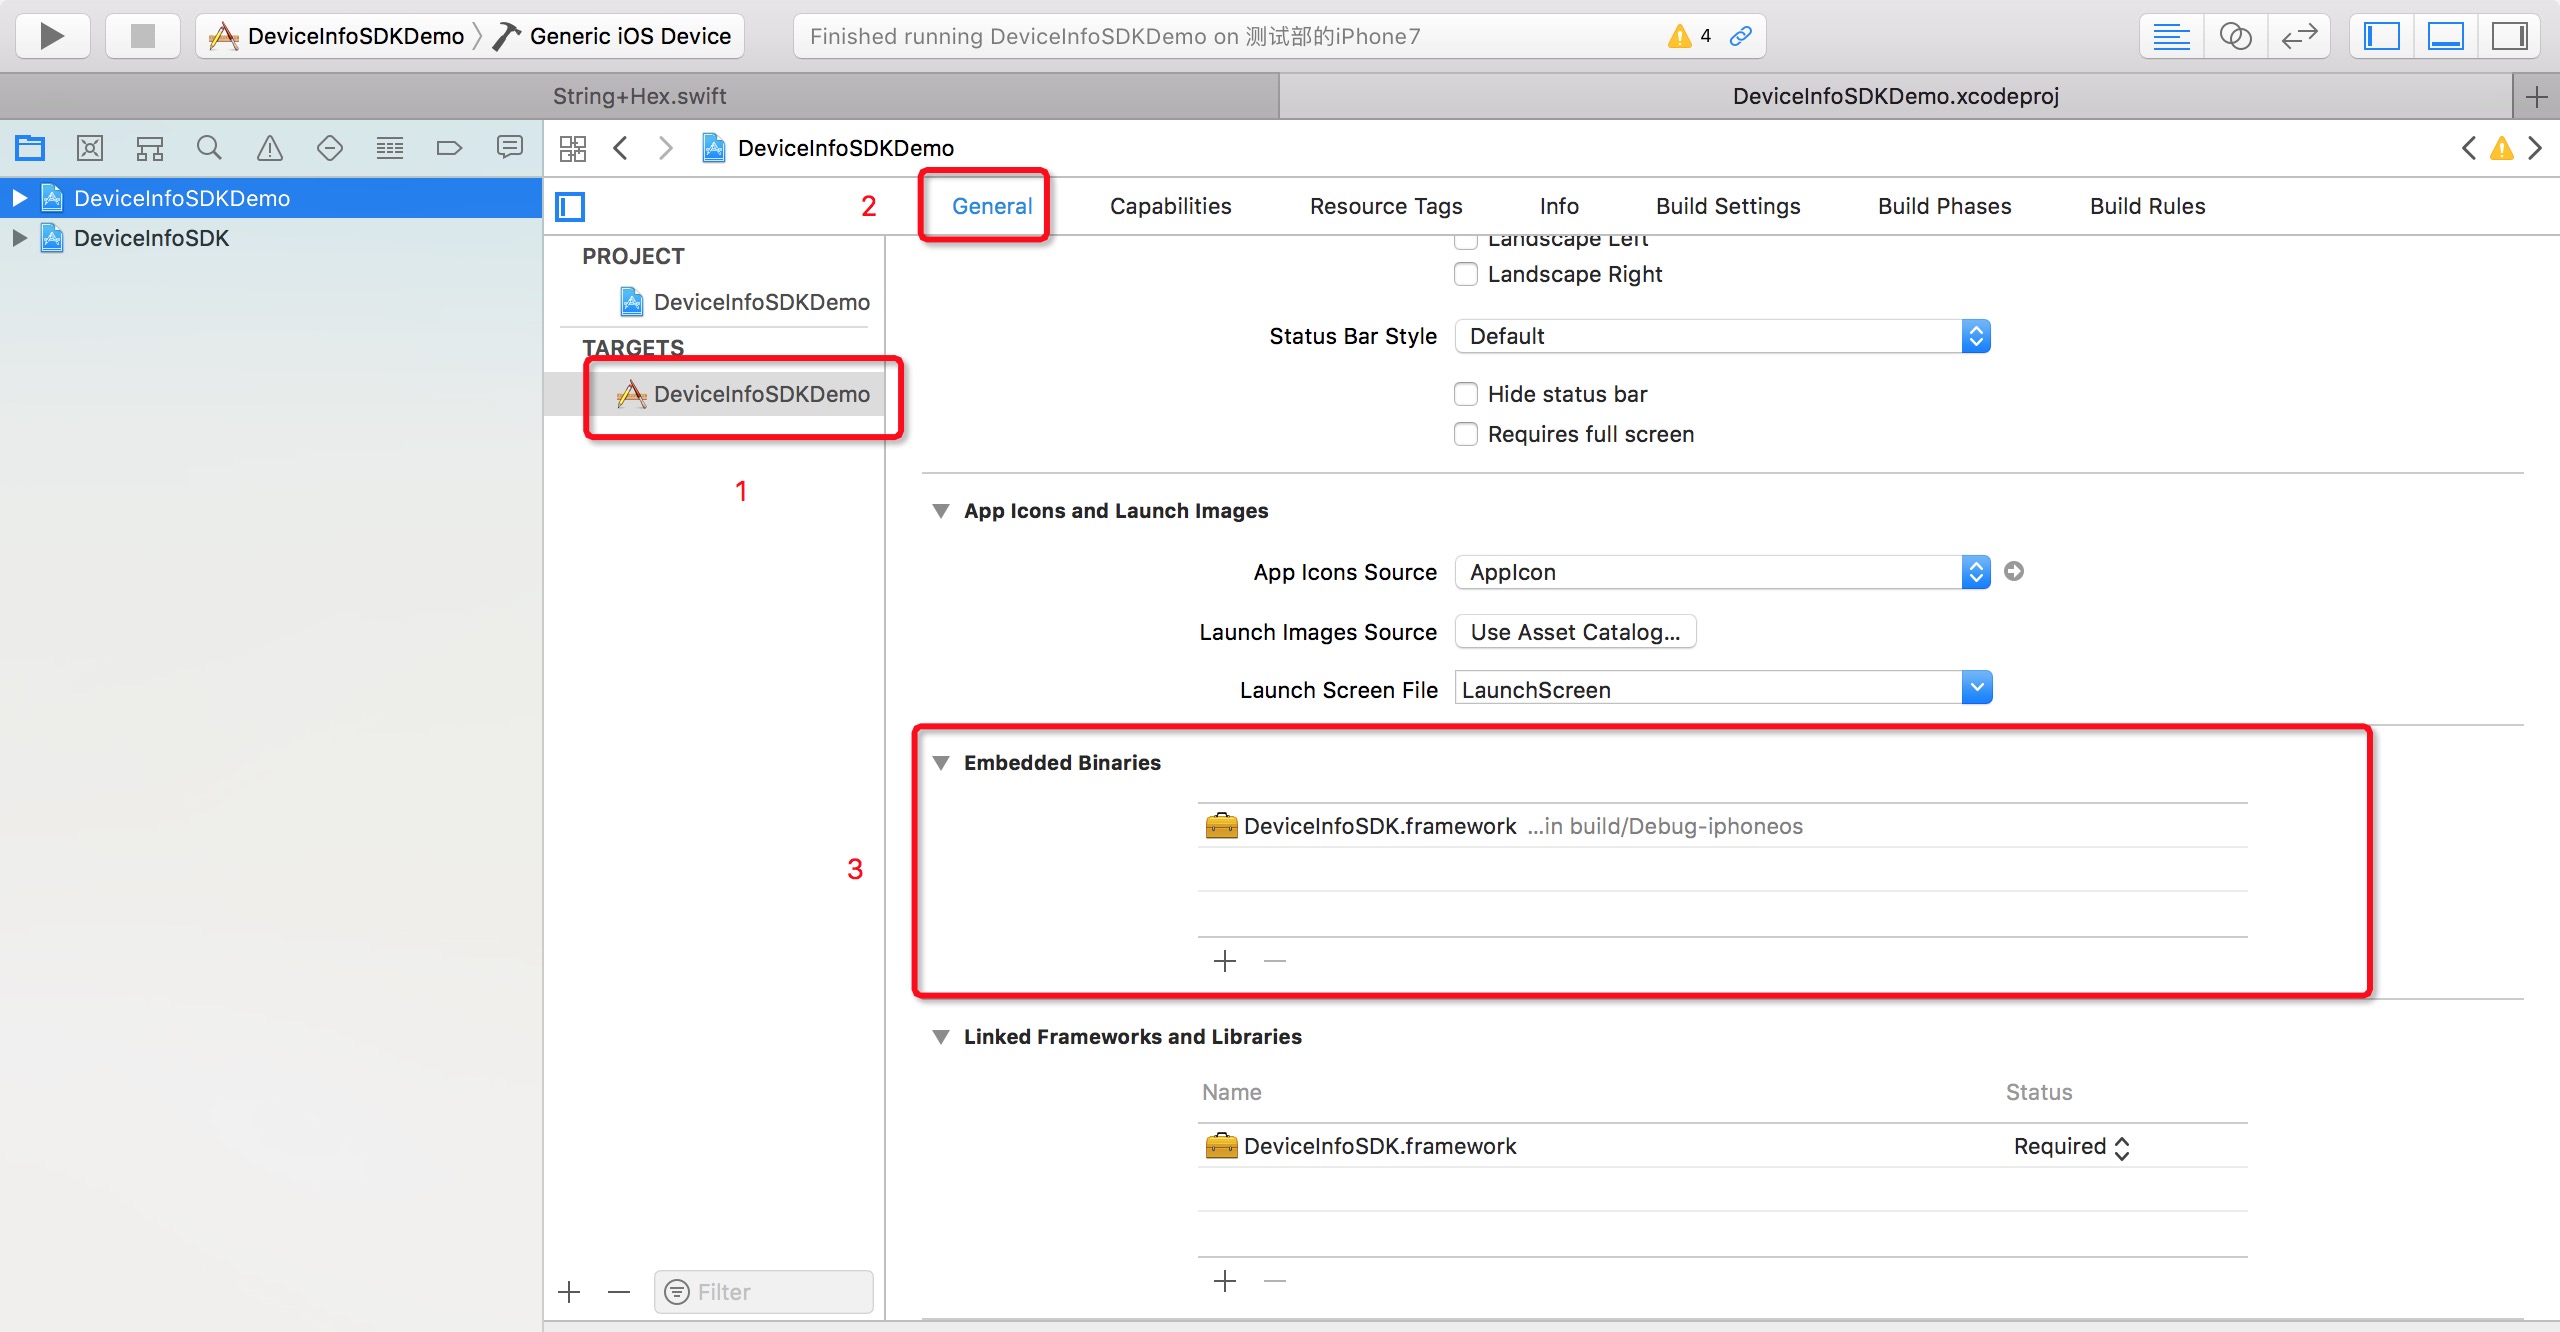 DeviceInfoSDKDemo Generic iOS Device Finished running DeviceInfoSDKDemo on 测试部的iPhone7 4
String+Hex.swift DeviceInfoSDKDemo.xcodeproj
DeviceInfoSDKDemo
DeviceInfoSDKDemo
DeviceInfoSDK
2 General Capabilities Resource Tags Info Build Settings Build Phases Build Rules
PROJECT
DeviceInfoSDKDemo
TARGETS
DeviceInfoSDKDemo
1
Landscape Left
Landscape Right
Status Bar Style Default
Hide status bar
Requires full screen
App Icons and Launch Images
App Icons Source AppIcon
Launch Images Source Use Asset Catalog...
Launch Screen File LaunchScreen
Embedded Binaries
DeviceInfoSDK.framework ...in build/Debug-iphoneos
3
Linked Frameworks and Libraries
Name Status
DeviceInfoSDK.framework Required
Filter